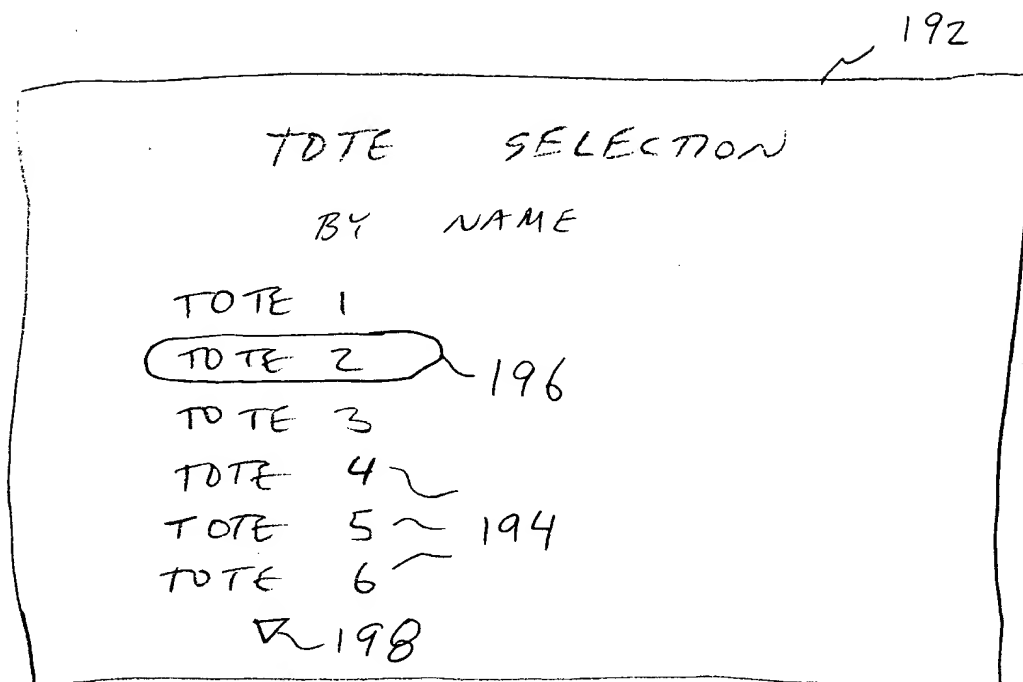 192
TOTE SELECTION
BY NAME
TOTE 1
TOTE 2
196
TOTE 3
TOTE 4
TOTE 5
194
TOTE 6
198